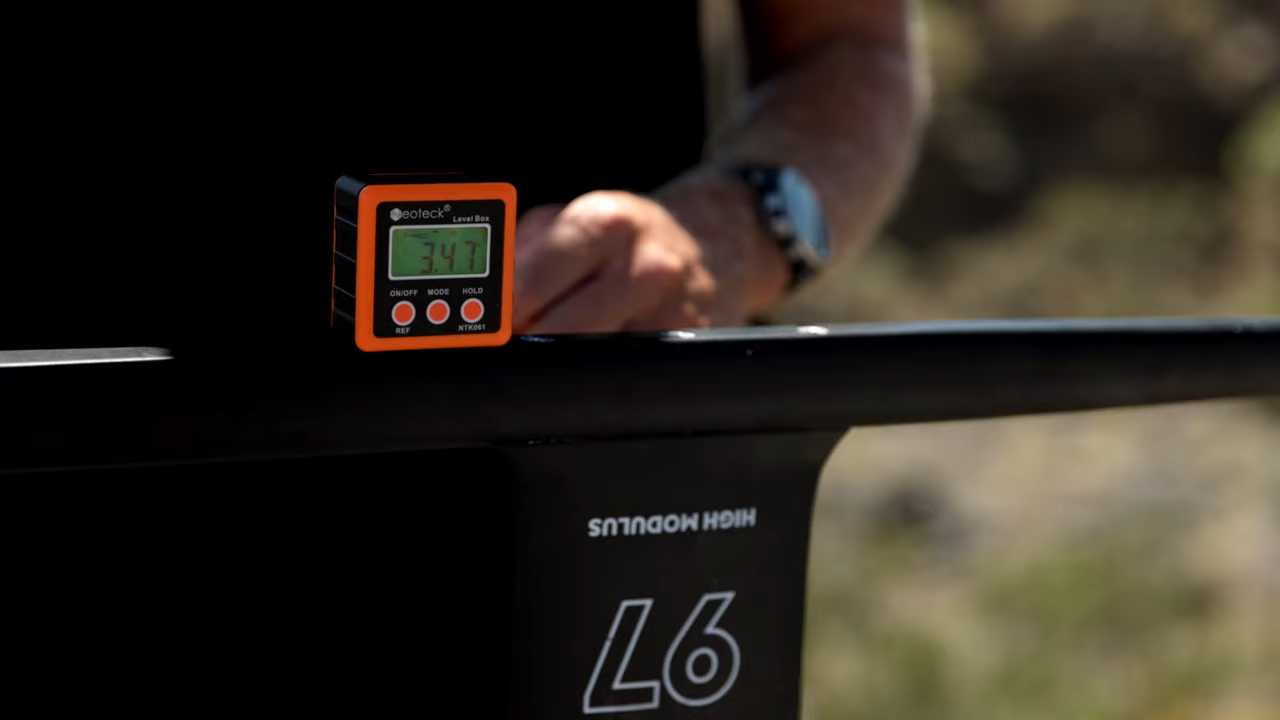 Neoteck®
Level Box
3.47
ON/OFF MODE HOLD
REF NTK061
HIGH MODULUS
97